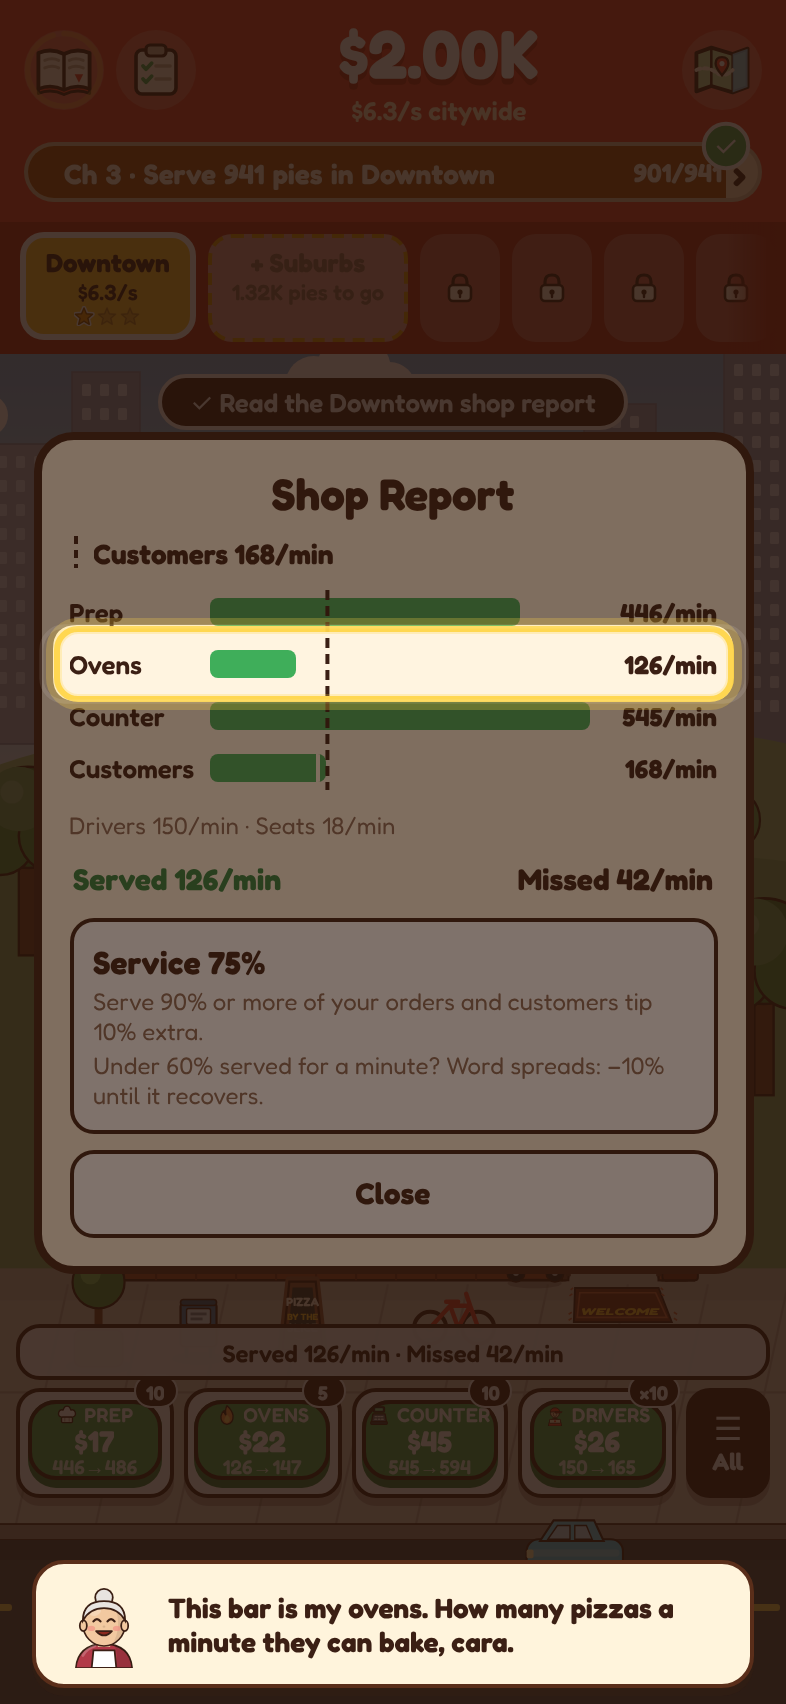 $2.00K
$6.3/s citywide
Ch 3 · Serve 941 pies in Downtown 901/941
Downtown
$6.3/s
+ Suburbs
1.32K pies to go
✓ Read the Downtown shop report
Shop Report
Customers 168/min
Prep 446/min
Ovens 126/min
Counter 545/min
Customers 168/min
Drivers 150/min · Seats 18/min
Served 126/min Missed 42/min
Service 75%
Serve 90% or more of your orders and customers tip
10% extra.
Under 60% served for a minute? Word spreads: −10%
until it recovers.
Close
PIZZA
BY THE
WELCOME
Served 126/min · Missed 42/min
10 5 10 x10
PREP OVENS COUNTER DRIVERS
$17 $22 $45 $26
446→486 126→147 545→594 150→165
All
This bar is my ovens. How many pizzas a
minute they can bake, cara.